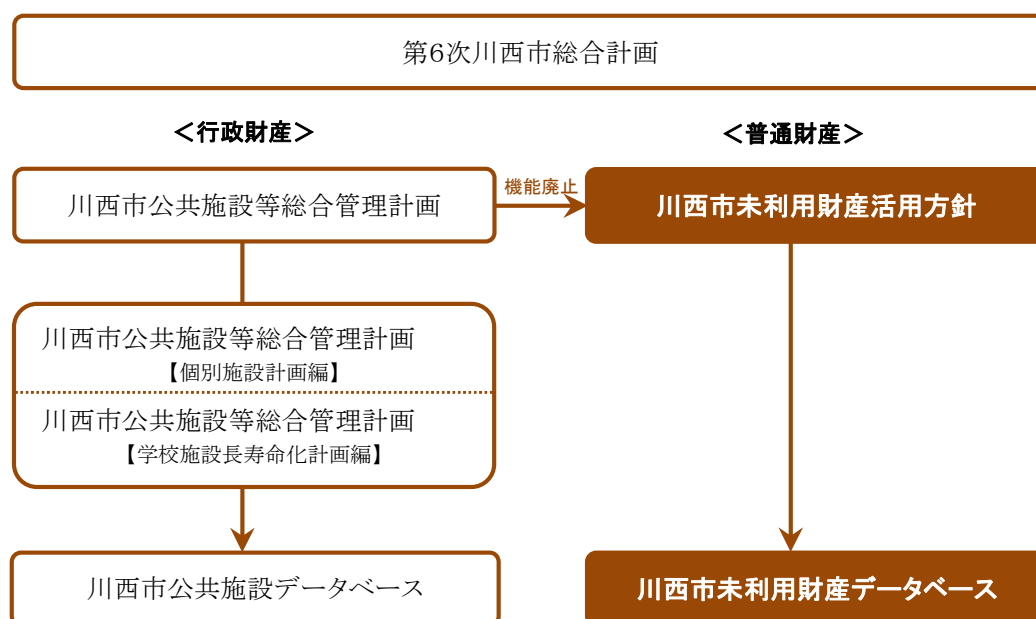 第6次川西市総合計画
＜行政財産＞
＜普通財産＞
川西市公共施設等総合管理計画
機能廃止
川西市未利用財産活用方針
川西市公共施設等総合管理計画
【個別施設計画編】
川西市公共施設等総合管理計画
【学校施設長寿命化計画編】
川西市公共施設データベース
川西市未利用財産データベース